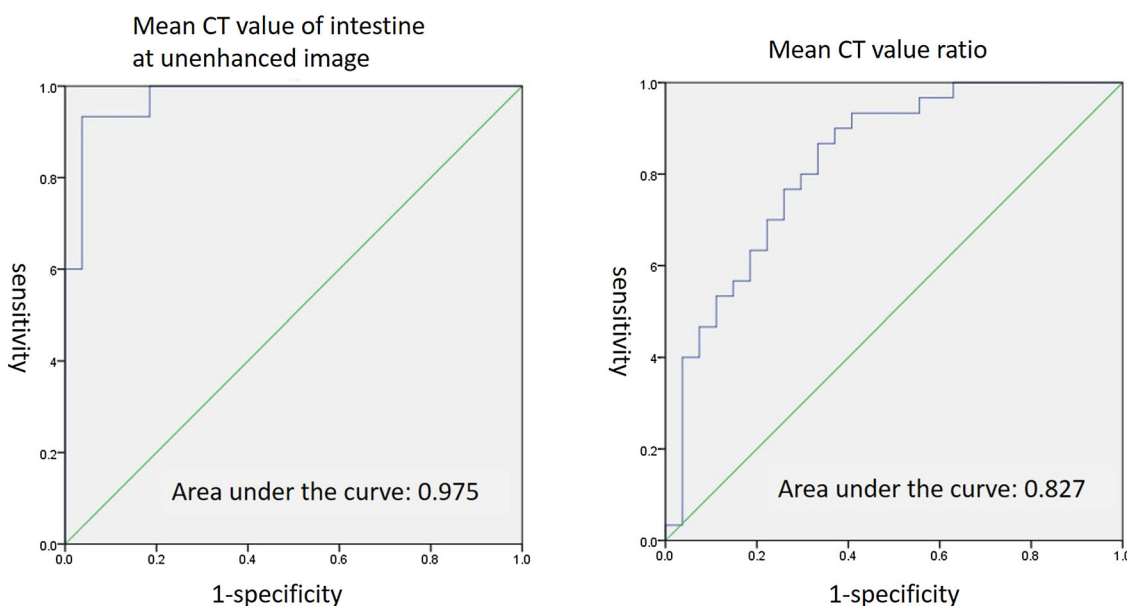 Mean CT value of intestine
at unenhanced image
1.0
0.8
6
4
0.2
0.0
sensitivity
Area under the curve: 0.975
0.0 0.2 0.4 0.6 0.8 1.0
1-specificity
Mean CT value ratio
1.0
0.8
6
4
0.2
0.0
sensitivity
Area under the curve: 0.827
0.0 0.2 0.4 0.6 0.8 1.0
1-specificity